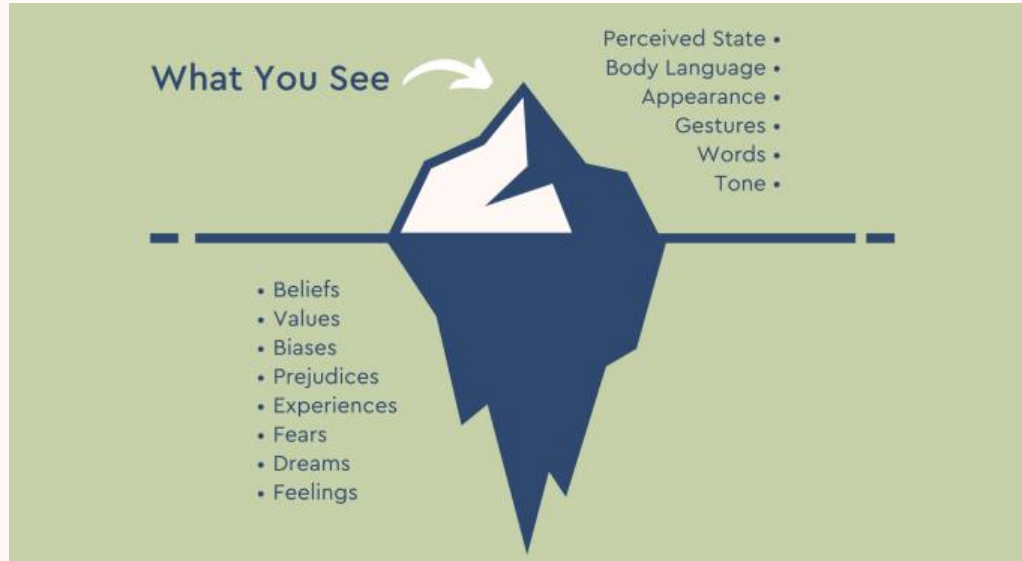 What You See
Perceived State •
Body Language •
Appearance •
Gestures •
Words •
Tone •
• Beliefs
• Values
• Biases
• Prejudices
• Experiences
• Fears
• Dreams
• Feelings